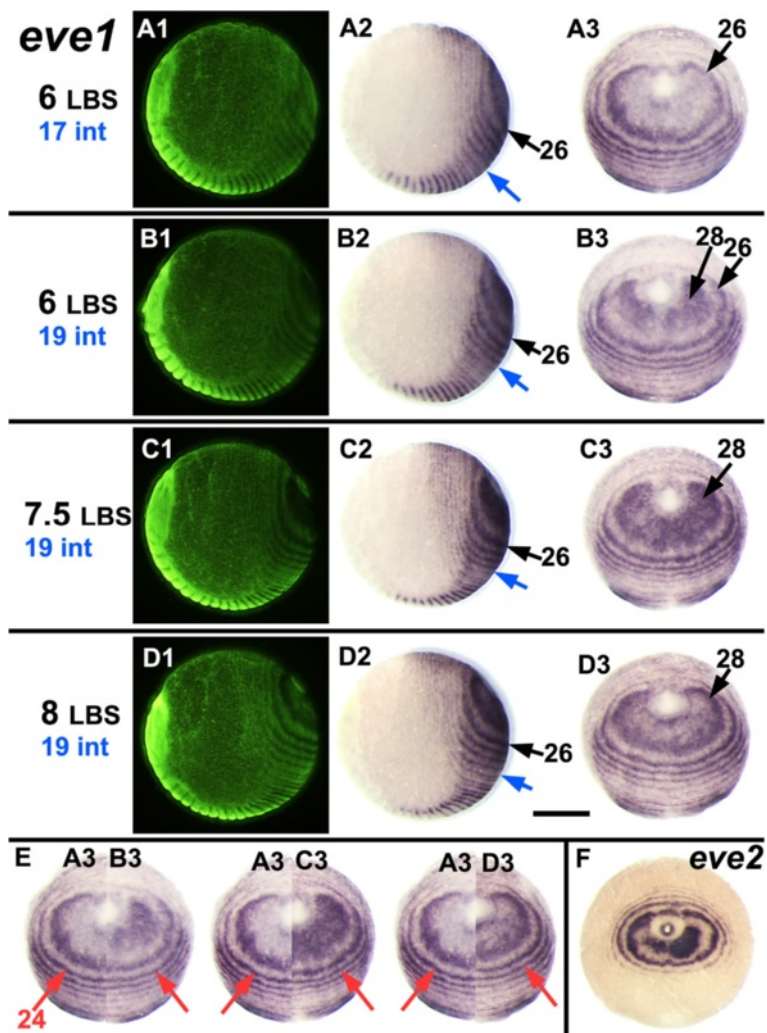 eve1
6 LBS
17 int
A1
A2
26
A3
26
6 LBS
19 int
B1
B2
26
B3
28
26
7.5 LBS
19 int
C1
C2
26
C3
28
8 LBS
19 int
D1
D2
26
D3
28
E
A3 B3
A3 C3
A3 D3
24
F
eve2